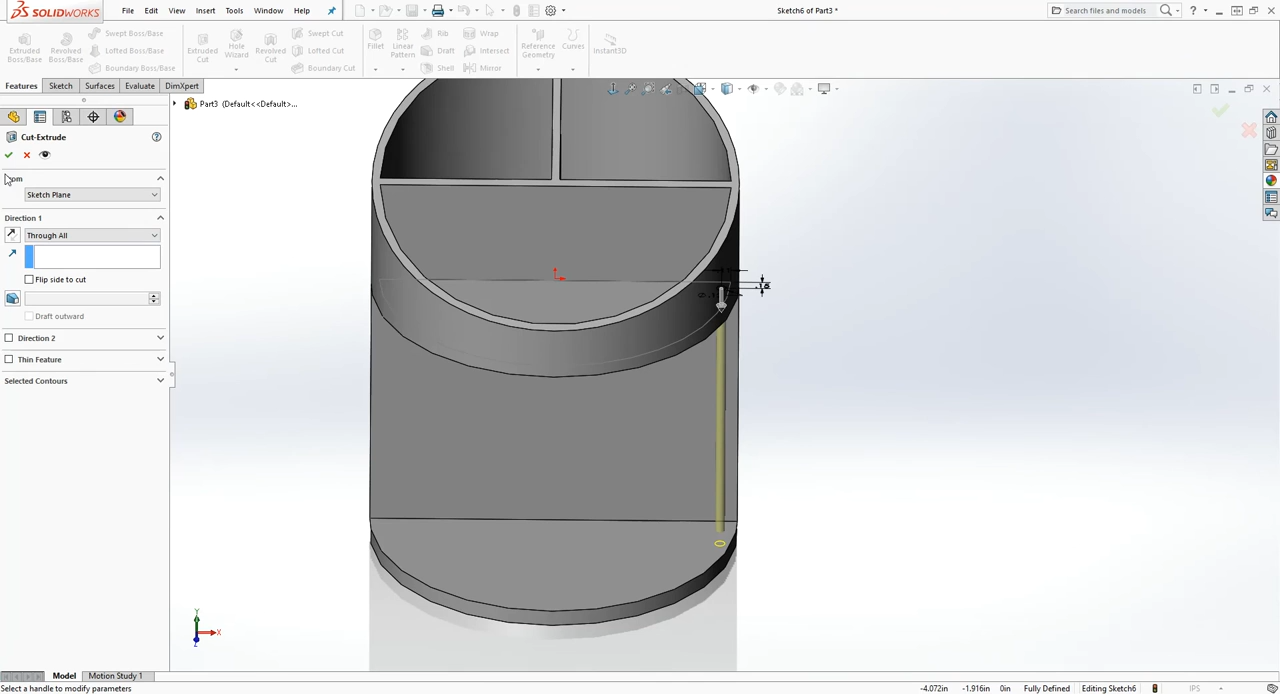 SOLIDWORKS File Edit View Insert Tools Window Help Sketch6 of Part3 * Search files and models
Extruded Boss/Base Revolved Boss/Base Swept Boss/Base Lofted Boss/Base Boundary Boss/Base Extruded Cut Hole Wizard Revolved Cut Swept Cut Lofted Cut Boundary Cut Fillet Linear Pattern Rib Draft Shell Wrap Intersect Mirror Reference Geometry Curves Instant3D
Features Sketch Surfaces Evaluate DimXpert
Part3 (Default<<Default>...
Cut-Extrude
Sketch Plane
Direction 1
Through All
Flip side to cut
Draft outward
Direction 2
Thin Feature
Selected Contours
Y
X
Z
Model Motion Study 1
Select a handle to modify parameters -4.072in -1.916in 0in Fully Defined Editing Sketch6 IPS